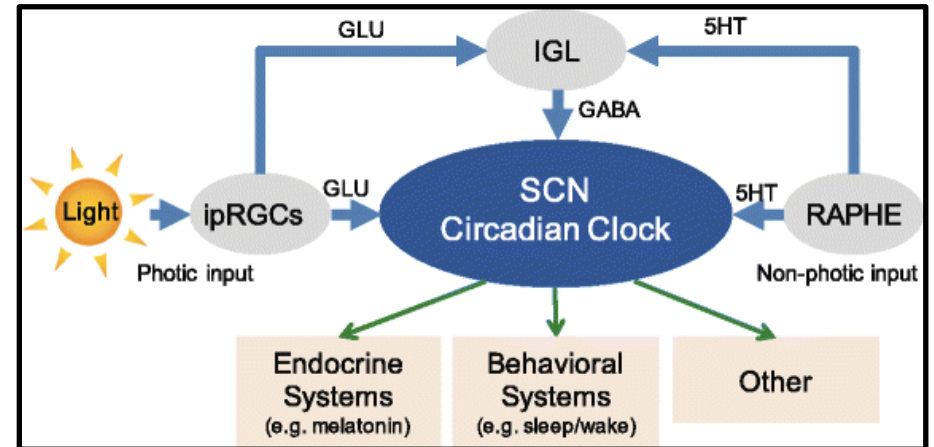 GLU
5HT
IGL
GABA
Light
ipRGCs
GLU
SCN
Circadian Clock
5HT
RAPHE
Photic input
Non-photic input
Endocrine
Systems
(e.g. melatonin)
Behavioral
Systems
(e.g. sleep/wake)
Other